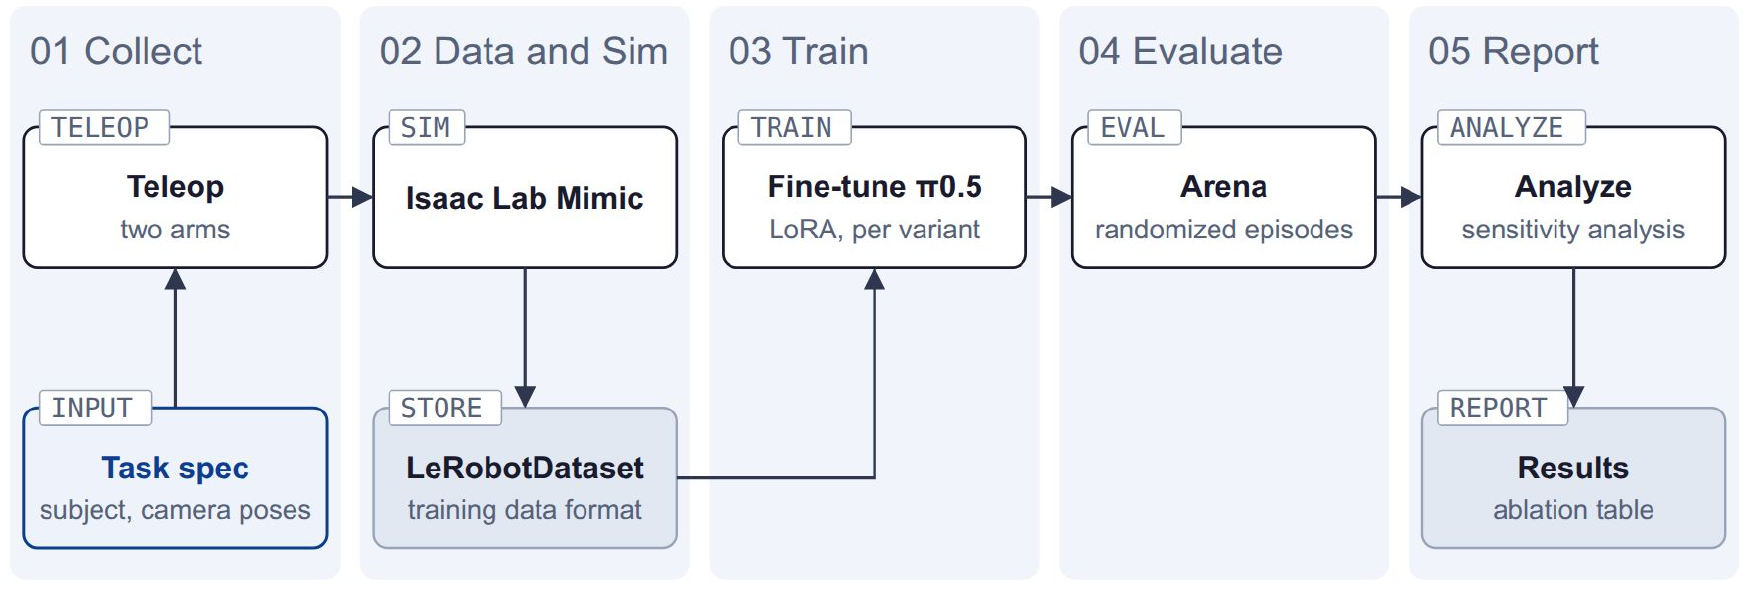 01 Collect
TELEOP
Teleop
two arms
INPUT
Task spec
subject, camera poses
02 Data and Sim
SIM
Isaac Lab Mimic
STORE
LeRobotDataset
training data format
03 Train
TRAIN
Fine-tune π0.5
LoRA, per variant
04 Evaluate
EVAL
Arena
randomized episodes
05 Report
ANALYZE
Analyze
sensitivity analysis
REPORT
Results
ablation table